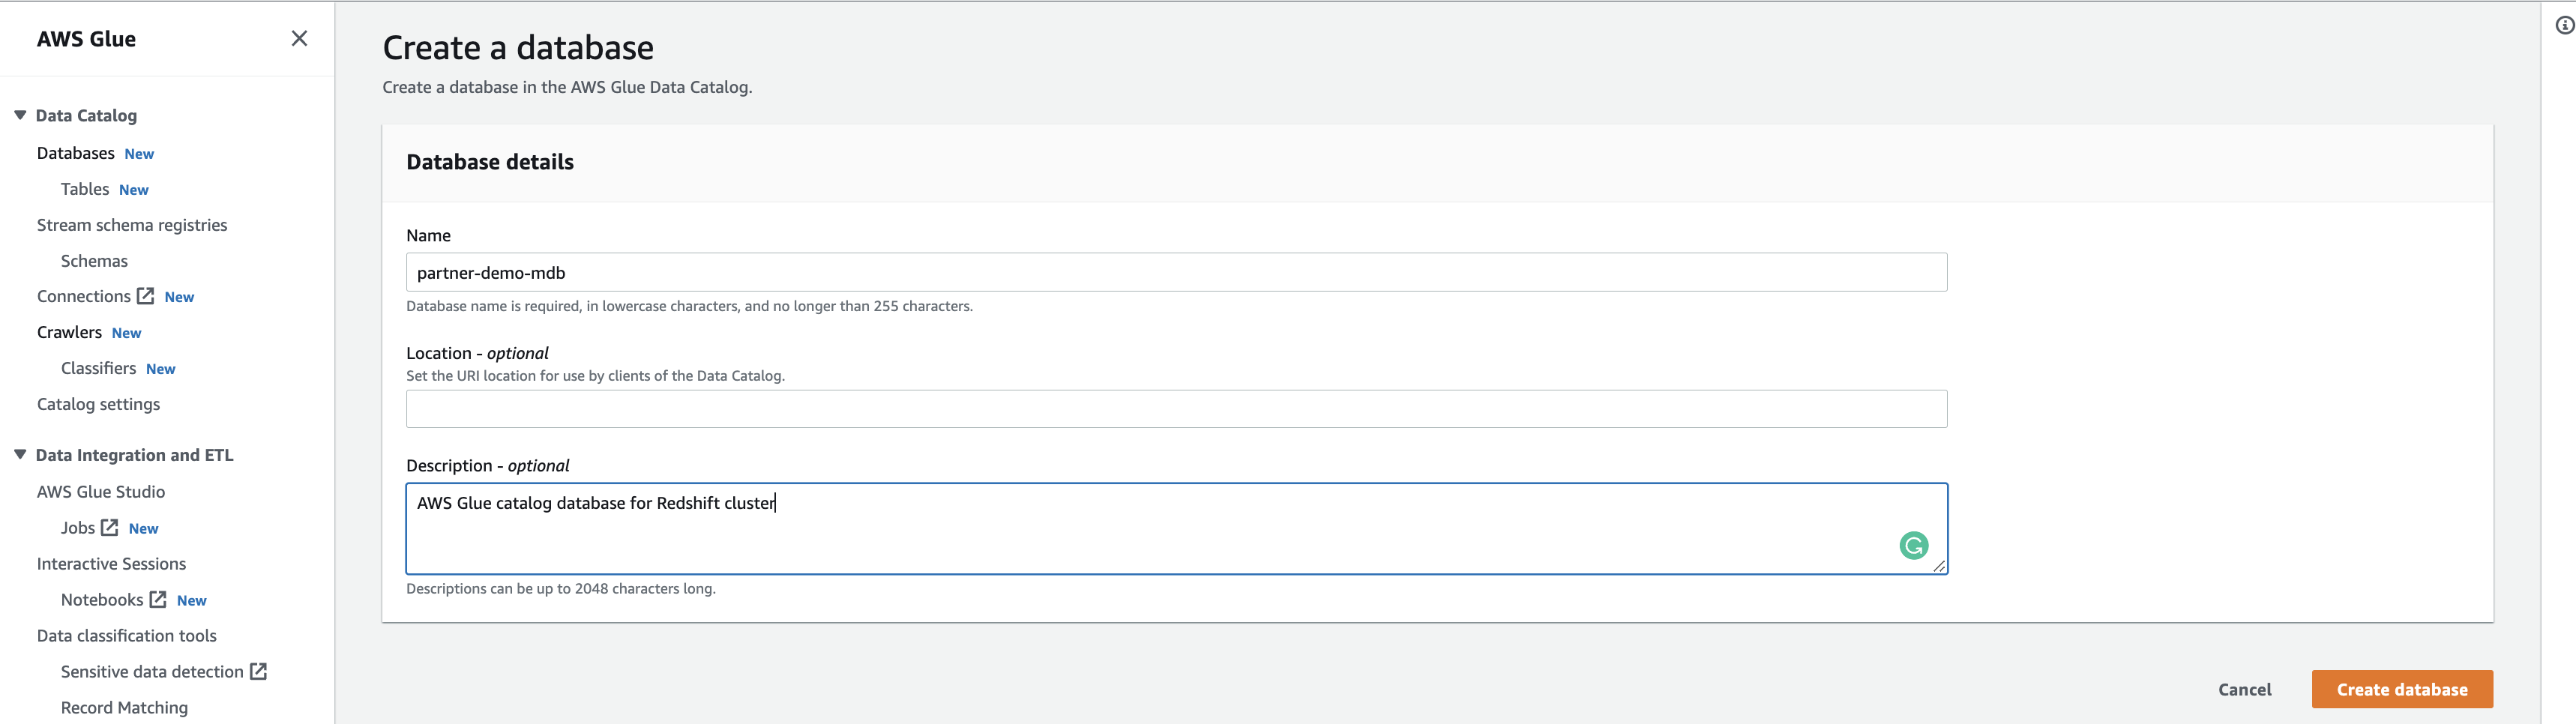 AWS Glue
Data Catalog
Databases New
Tables New
Stream schema registries
Schemas
Connections New
Crawlers New
Classifiers New
Catalog settings
Data Integration and ETL
AWS Glue Studio
Jobs New
Interactive Sessions
Notebooks New
Data classification tools
Sensitive data detection
Record Matching
Create a database
Create a database in the AWS Glue Data Catalog.
Database details
Name
partner-demo-mdb
Database name is required, in lowercase characters, and no longer than 255 characters.
Location - optional
Set the URI location for use by clients of the Data Catalog.
Description - optional
AWS Glue catalog database for Redshift cluster
Descriptions can be up to 2048 characters long.
Cancel
Create database